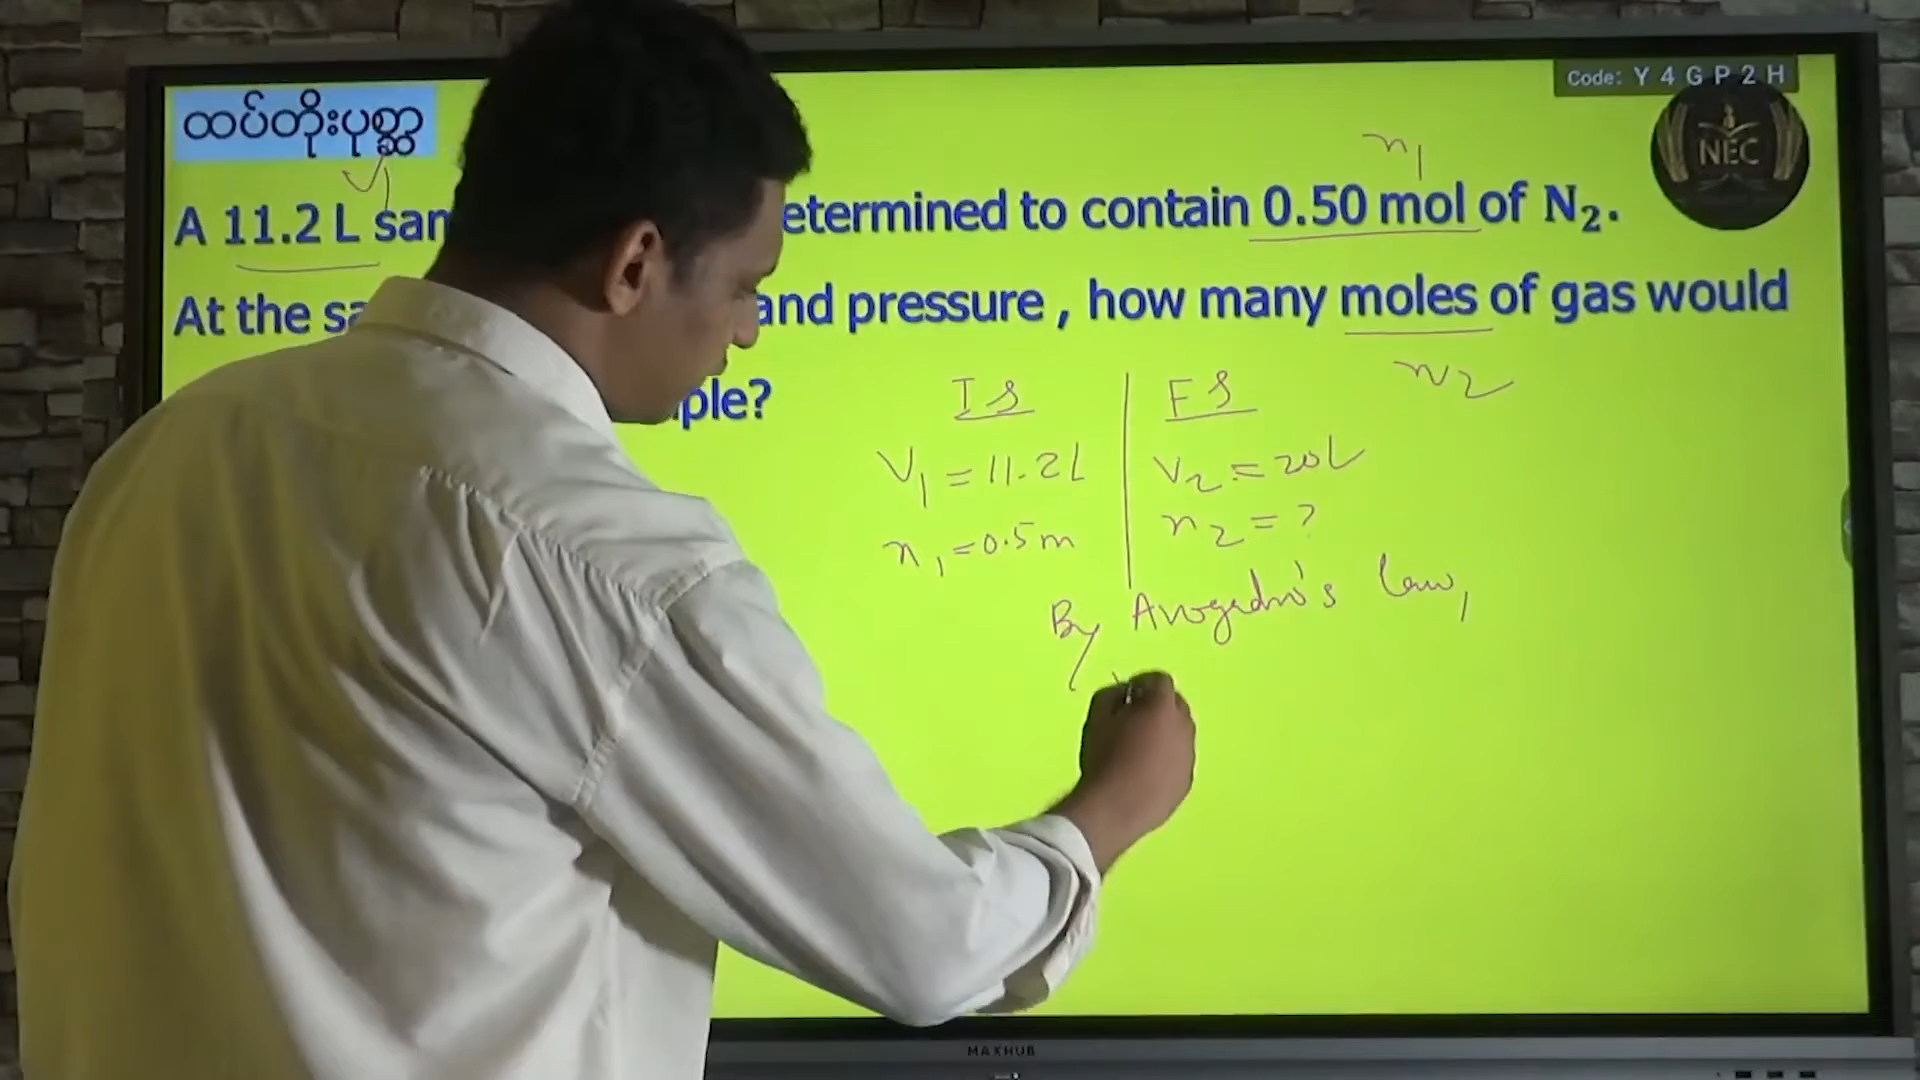 Code: Y 4 G P 2 H
ထပ်တိုးပုစ္ဆာ
NEC
V1
n1
A 11.2 L sam etermined to contain 0.50 mol of N₂.
At the sa and pressure , how many moles of gas would
n2
ple?
IS FS
V1 = 11.2L V2 = 20L
n1 = 0.5m n2 = ?
By Avogadro's law,
MAXHUB